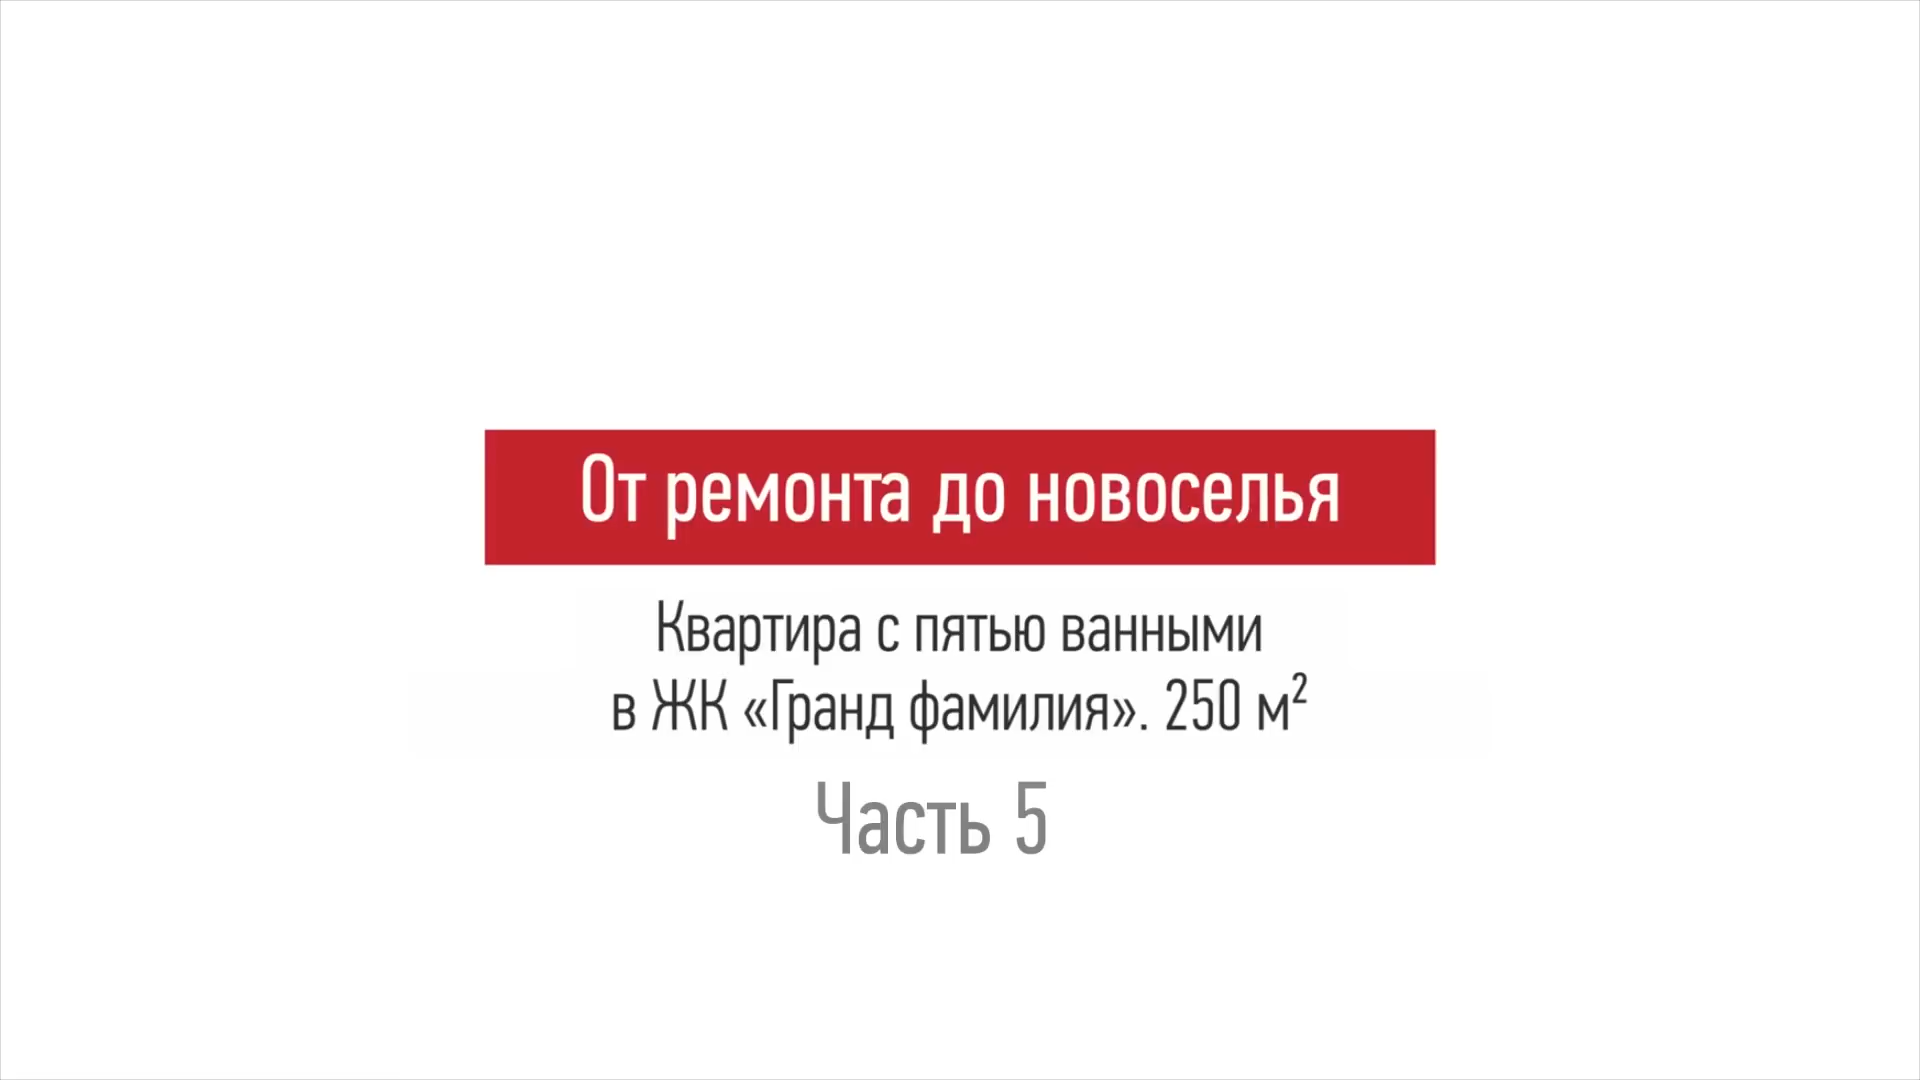 От ремонта до новоселья
Квартира с пятью ванными
в ЖК «Гранд фамилия». 250 м²
Часть 5